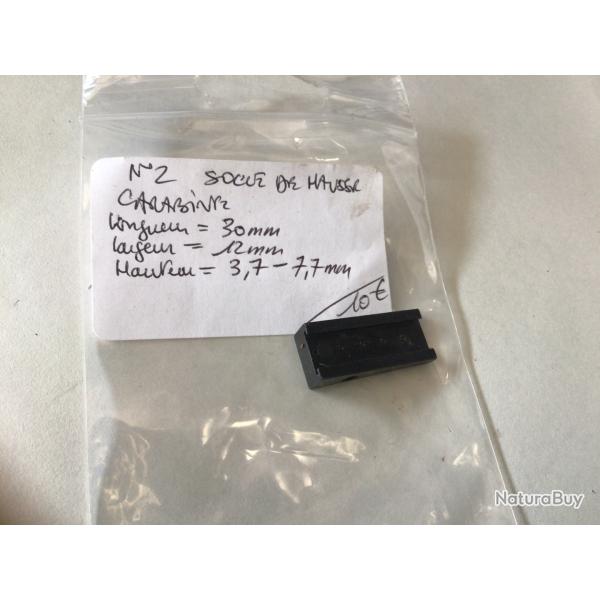 N°2 SOCLE DE HAUSSE
CARABINE
longueur = 30mm
largeur = 12mm
Hauteur = 3,7-7,7mm
10€
NaturaBuy